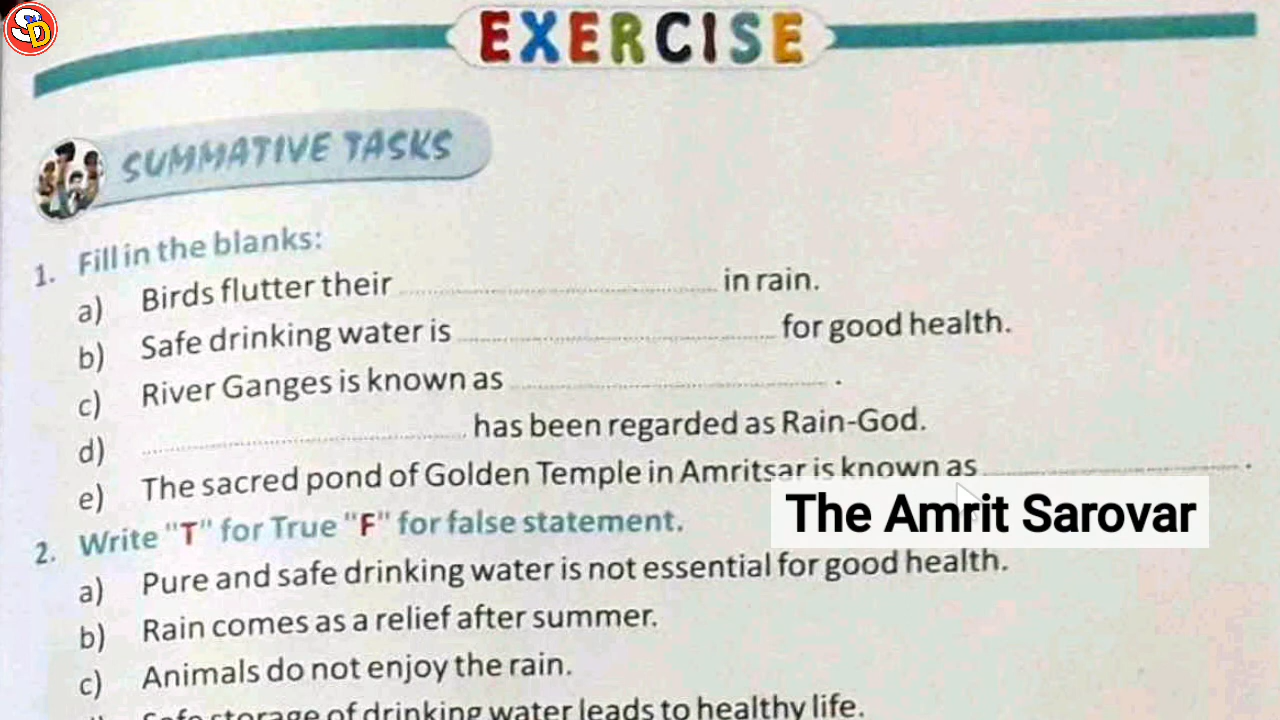 SD
EXERCISE
SUMMATIVE TASKS
1. Fill in the blanks:
a) Birds flutter their ........................ in rain.
b) Safe drinking water is ........................ for good health.
c) River Ganges is known as ........................ .
d) ........................ has been regarded as Rain-God.
e) The sacred pond of Golden Temple in Amritsar is known as ........................ .
The Amrit Sarovar
2. Write "T" for True "F" for false statement.
a) Pure and safe drinking water is not essential for good health.
b) Rain comes as a relief after summer.
c) Animals do not enjoy the rain.
Safe storage of drinking water leads to healthy life.